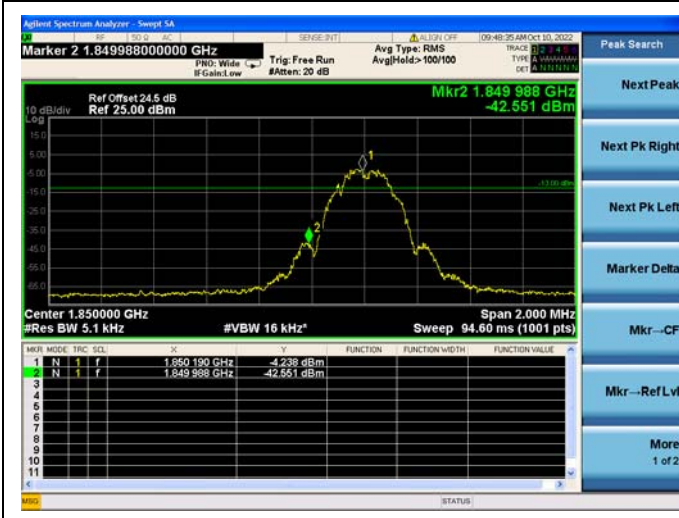 Agilent Spectrum Analyzer - Swept SA
RF 50 Ω AC SENSE:INT ALIGN OFF 09:48:35 AM Oct 10, 2022
Marker 2 1.849988000000 GHz
PNO: Wide Trig: Free Run
IFGain:Low #Atten: 20 dB
Avg Type: RMS
Avg|Hold:>100/100
TRACE 1 2 3 4 5 6
TYPE A WWWWW
DET A N N N N N
Peak Search
Ref Offset 24.5 dB
10 dB/div Ref 25.00 dBm
Log
Mkr2 1.849 988 GHz
-42.551 dBm
15.0
5.00
-5.00
-15.0
-25.0
-35.0
-45.0
-55.0
-65.0
1
-13.00 dBm
2
Center 1.850000 GHz Span 2.000 MHz
#Res BW 5.1 kHz #VBW 16 kHz* Sweep 94.60 ms (1001 pts)
MKR MODE TRC SCL X Y FUNCTION FUNCTION WIDTH FUNCTION VALUE
1 N 1 f 1.850 190 GHz -4.238 dBm
2 N 1 f 1.849 988 GHz -42.551 dBm
3
4
5
6
7
8
9
10
11
MSG STATUS
Next Peak
Next Pk Right
Next Pk Left
Marker Delta
Mkr→CF
Mkr→Ref Lvl
More
1 of 2